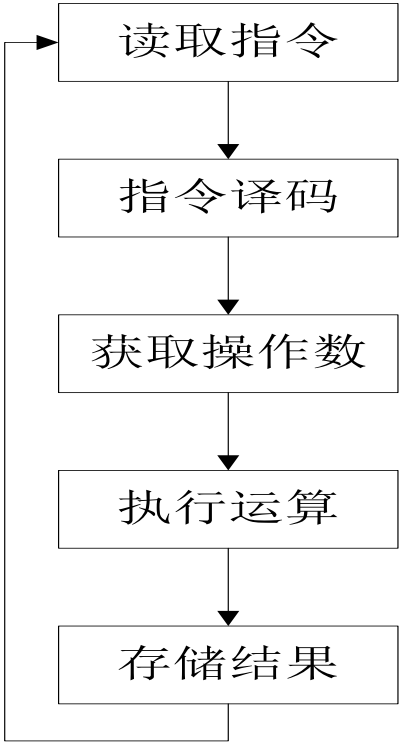 读取指令
指令译码
获取操作数
执行运算
存储结果